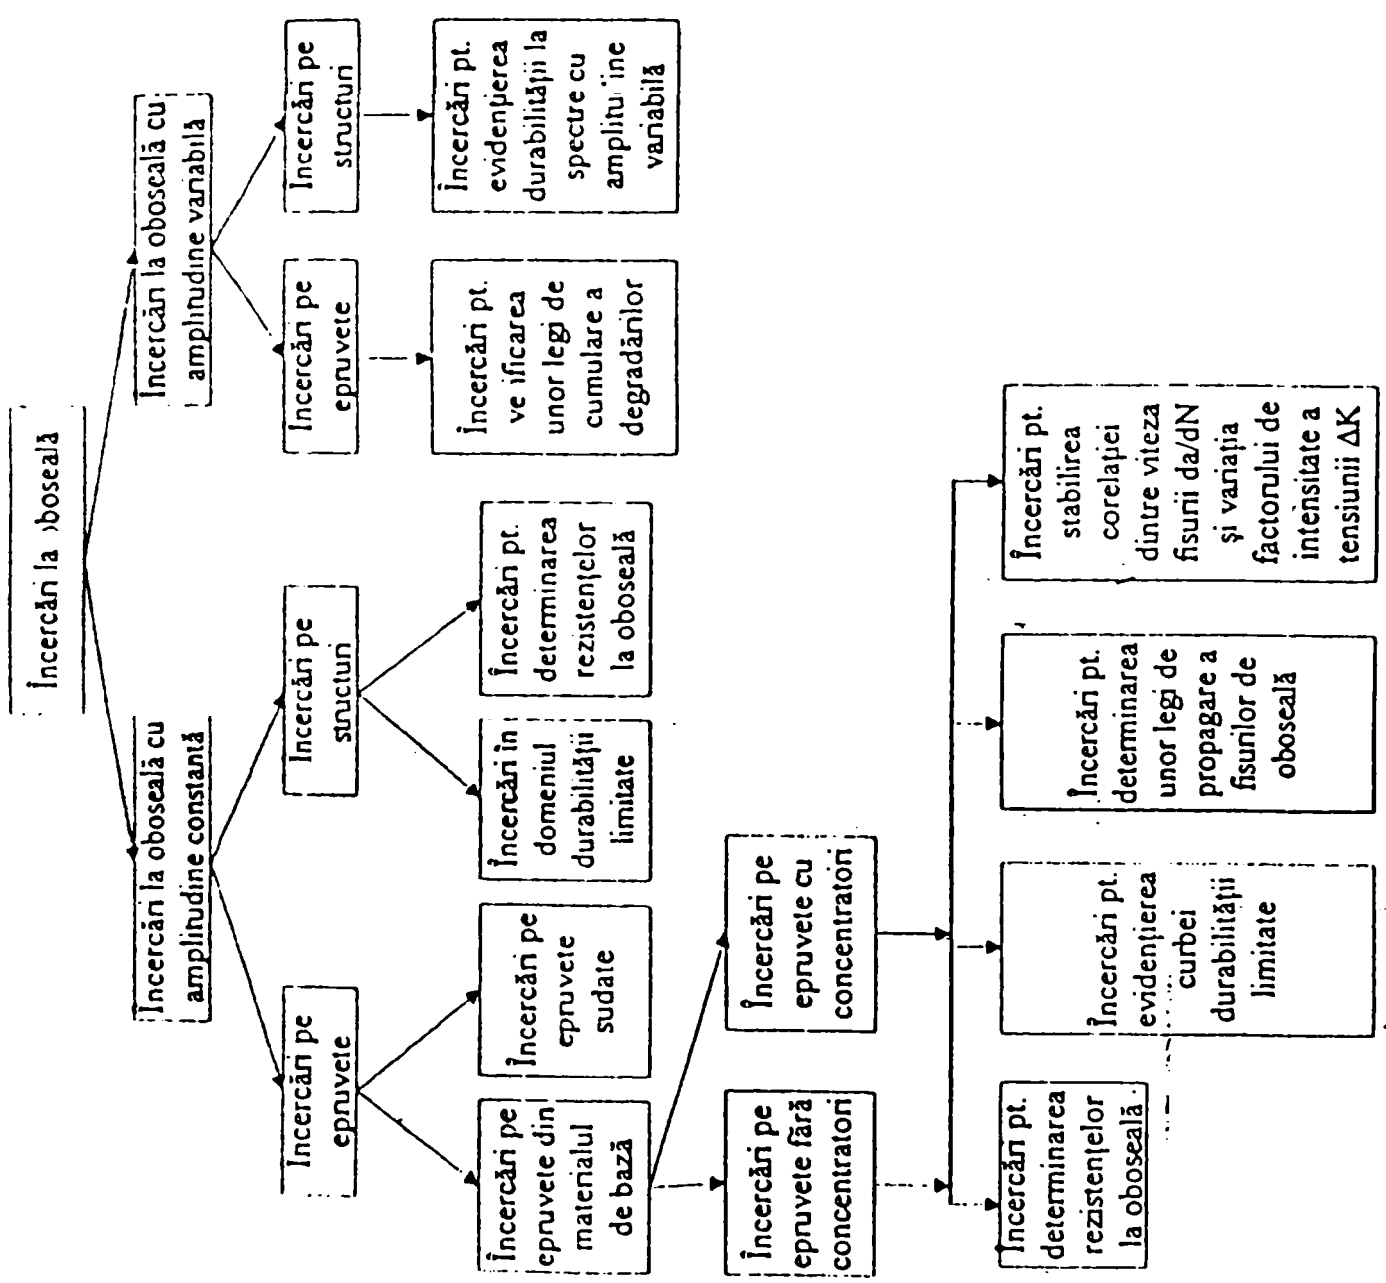 Încercări la oboseală
Încercări la oboseală cu
amplitudine constantă
Încercări la oboseală cu
amplitudine variabilă
Încercări pe
epruvete
Încercări pe
structuri
Încercări pe
epruvete
Încercări pe
structuri
Încercări pe
epruvete din
materialul
de bază
Încercări pe
epruvete
sudate
Încercări în
domeniul
durabilității
limitate
Încercări pt.
determinarea
rezistențelor
la oboseală
Încercări pt.
verificarea
unor legi de
cumulare a
degradărilor
Încercări pt.
evidențierea
durabilității la
spectre cu
amplitudine
variabilă
Încercări pe
epruvete fără
concentratori
Încercări pe
epruvete cu
concentratori
Încercări pt.
determinarea
rezistențelor
la oboseală
Încercări pt.
evidențierea
curbei
durabilității
limitate
Încercări pt.
determinarea
unor legi de
propagare a
fisurilor de
oboseală
Încercări pt.
stabilirea
corelației
dintre viteza
fisurii da/dN
și variația
factorului de
intensitate a
tensiunii ΔK